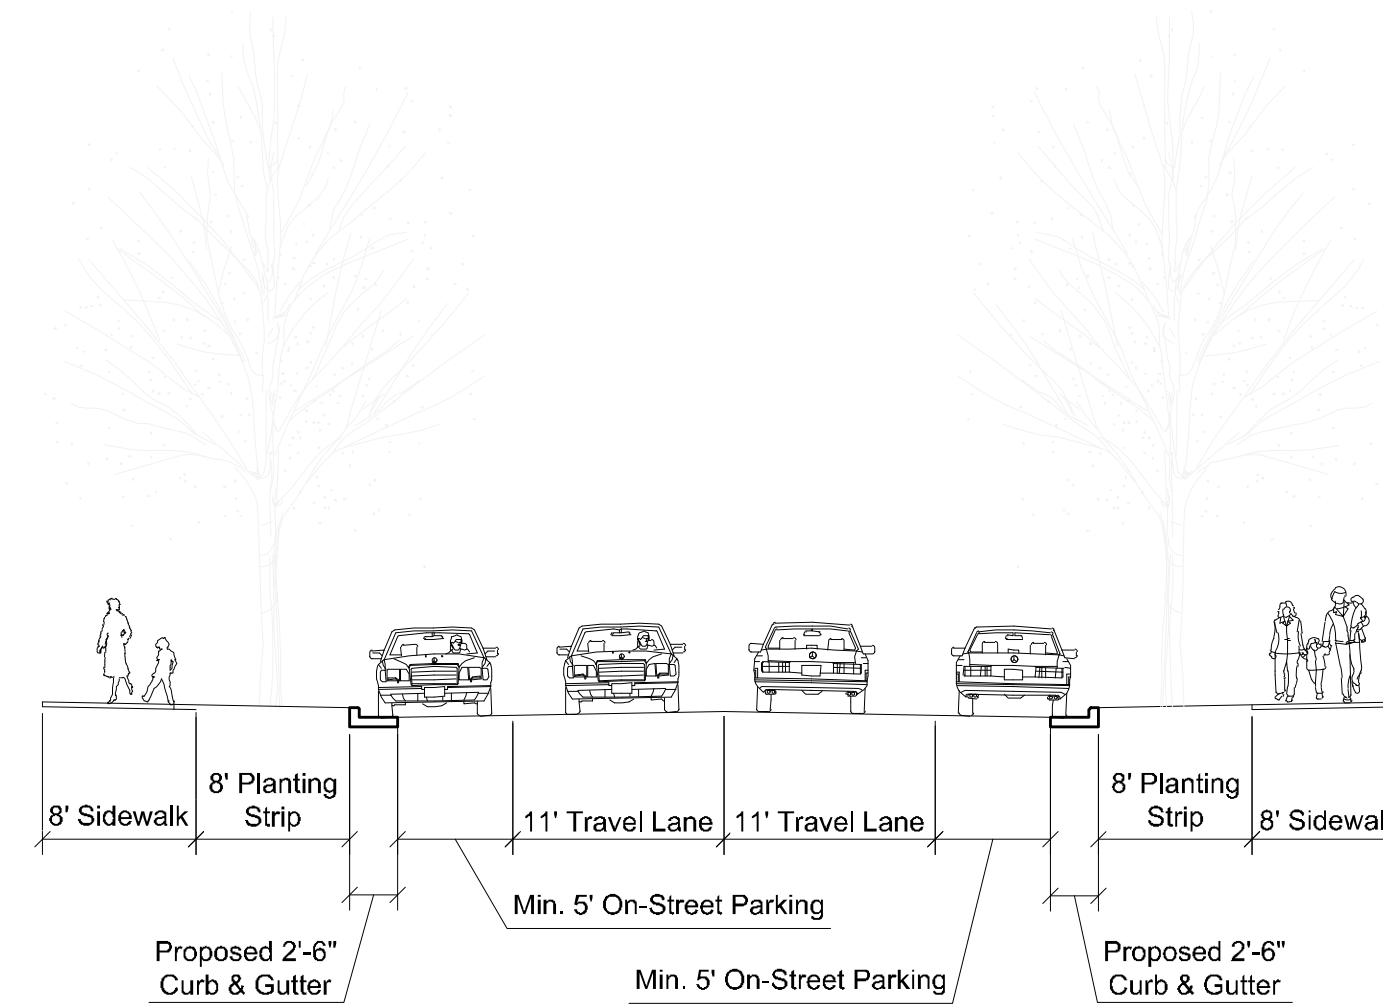 8' Planting
Strip
8' Sidewalk
11' Travel Lane
11' Travel Lane
8' Planting
Strip
8' Sidewal
Min. 5' On-Street Parking
Proposed 2'-6"
Curb & Gutter
Min. 5' On-Street Parking
Proposed 2'-6"
Curb & Gutter